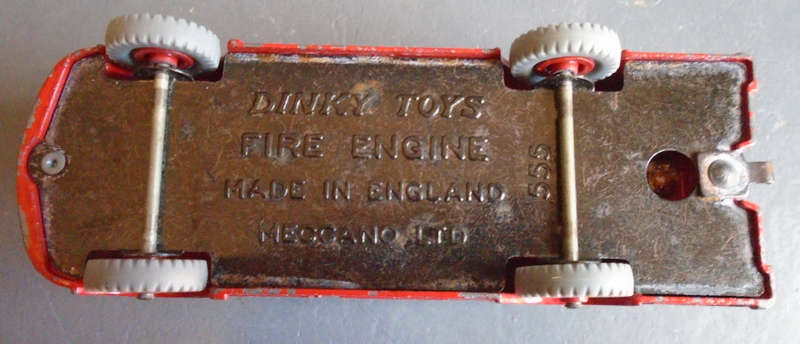 DINKY TOYS
FIRE ENGINE
MADE IN ENGLAND
MECCANO LTD
555